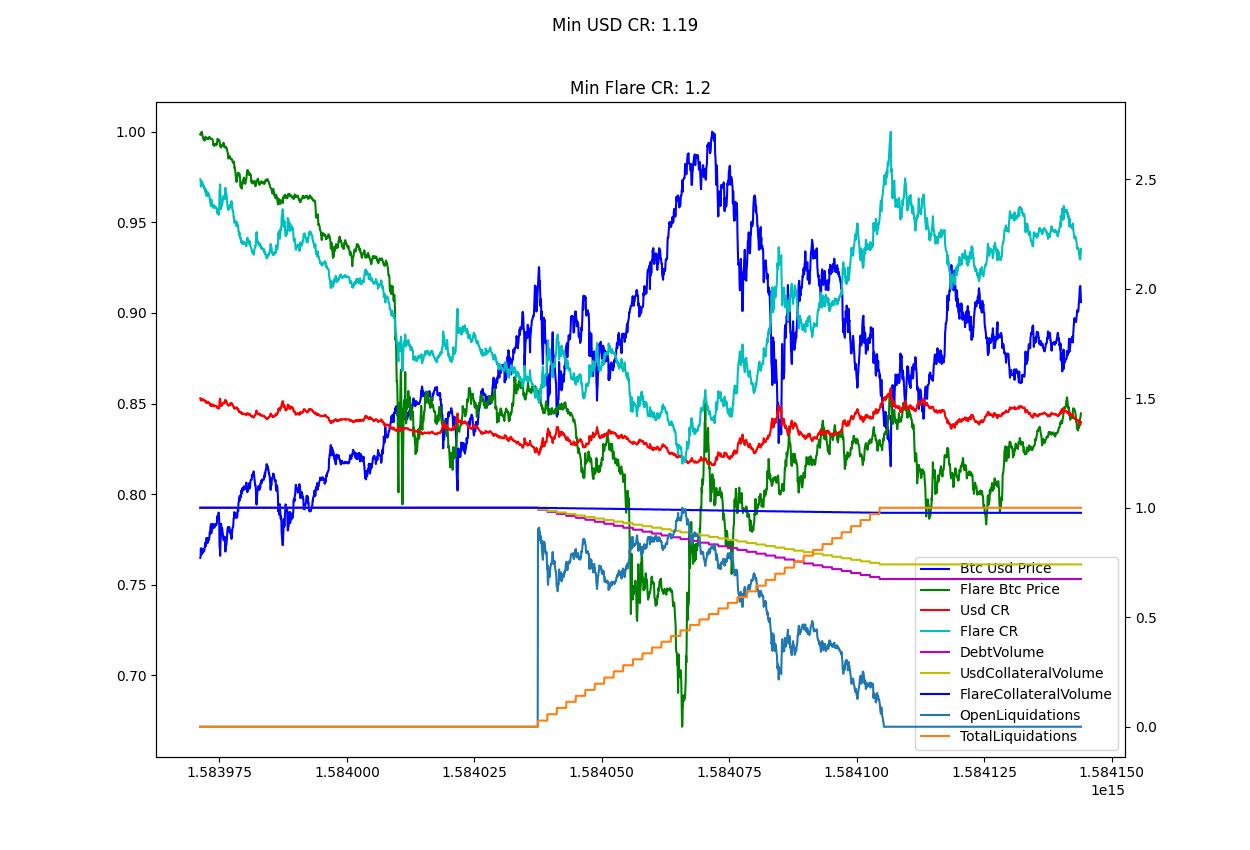 Min USD CR: 1.19
Min Flare CR: 1.2
1.00
0.95
0.90
0.85
0.80
0.75
0.70
2.5
2.0
1.5
1.0
0.5
0.0
Btc Usd Price
Flare Btc Price
Usd CR
Flare CR
DebtVolume
UsdCollateralVolume
FlareCollateralVolume
OpenLiquidations
TotalLiquidations
1.583975
1.584000
1.584025
1.584050
1.584075
1.584100
1.584125
1.584150
1e15